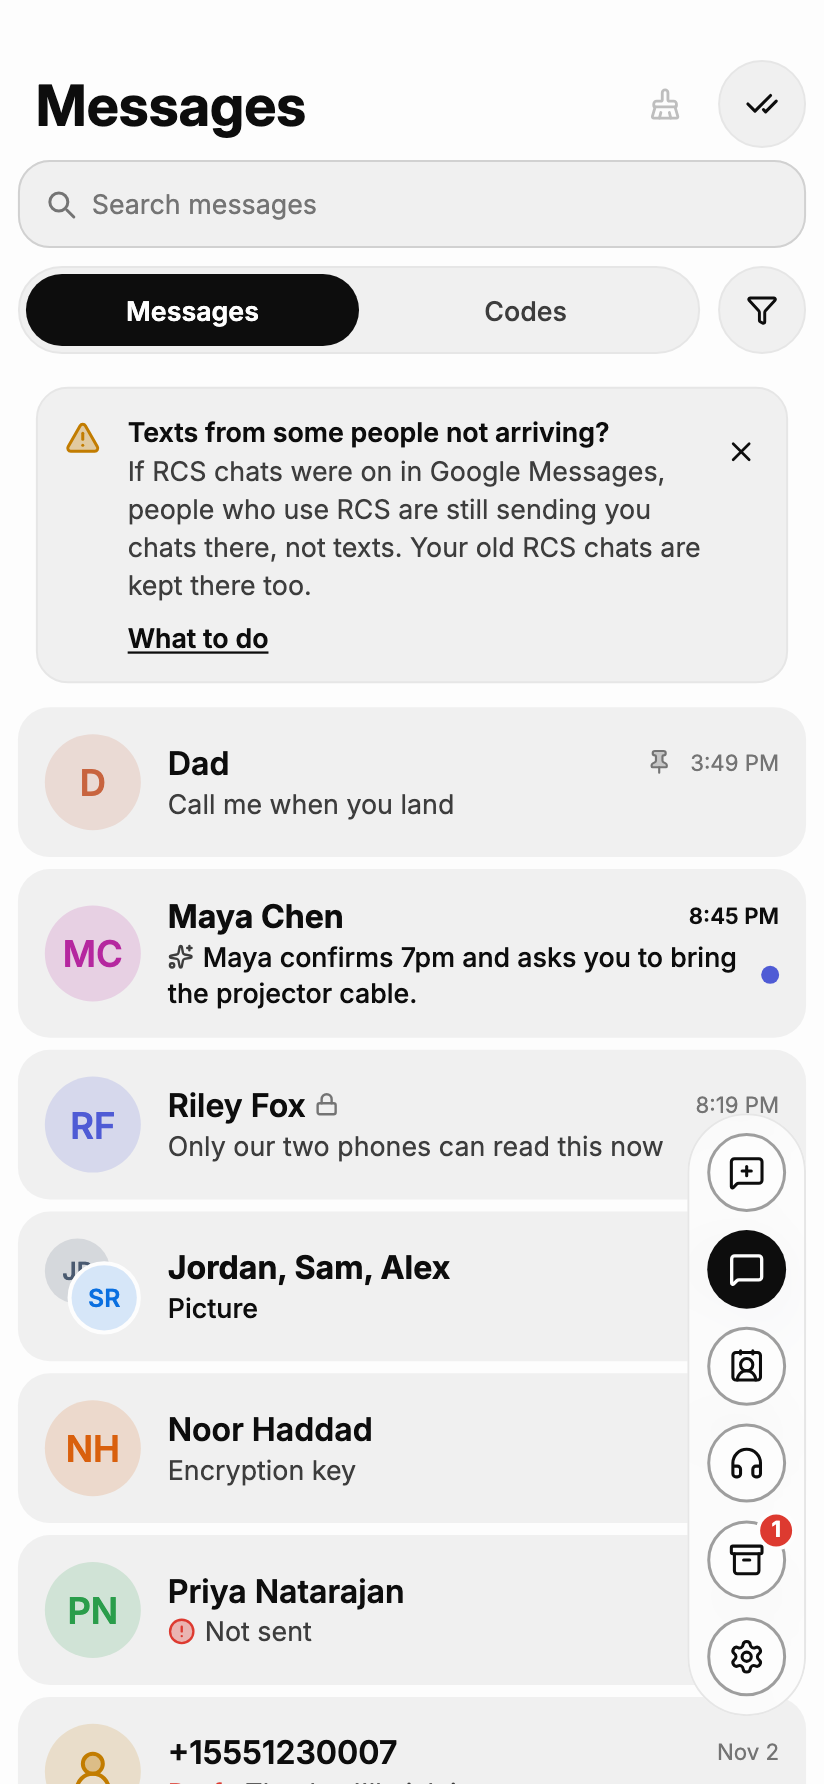 Messages
Search messages
Messages
Codes
Texts from some people not arriving?
If RCS chats were on in Google Messages,
people who use RCS are still sending you
chats there, not texts. Your old RCS chats are
kept there too.
What to do
D
Dad
3:49 PM
Call me when you land
MC
Maya Chen
8:45 PM
Maya confirms 7pm and asks you to bring
the projector cable.
RF
Riley Fox
8:19 PM
Only our two phones can read this now
SR
Jordan, Sam, Alex
Picture
NH
Noor Haddad
Encryption key
1
PN
Priya Natarajan
Not sent
+15551230007
Nov 2